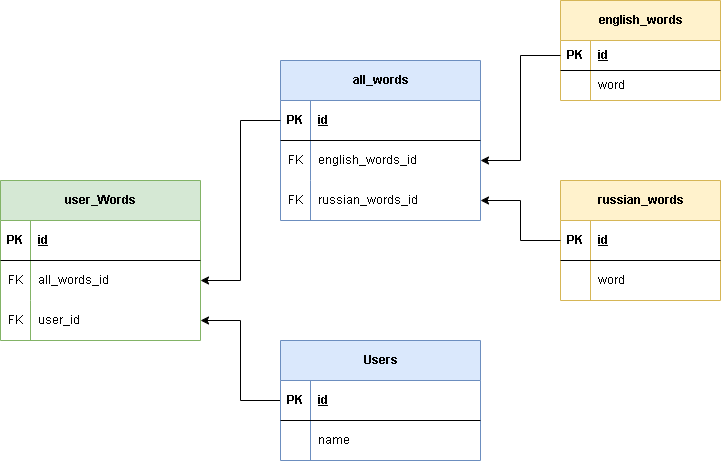 english_words
PK id
word
all_words
PK id
FK english_words_id
FK russian_words_id
user_Words
PK id
FK all_words_id
FK user_id
russian_words
PK id
word
Users
PK id
name